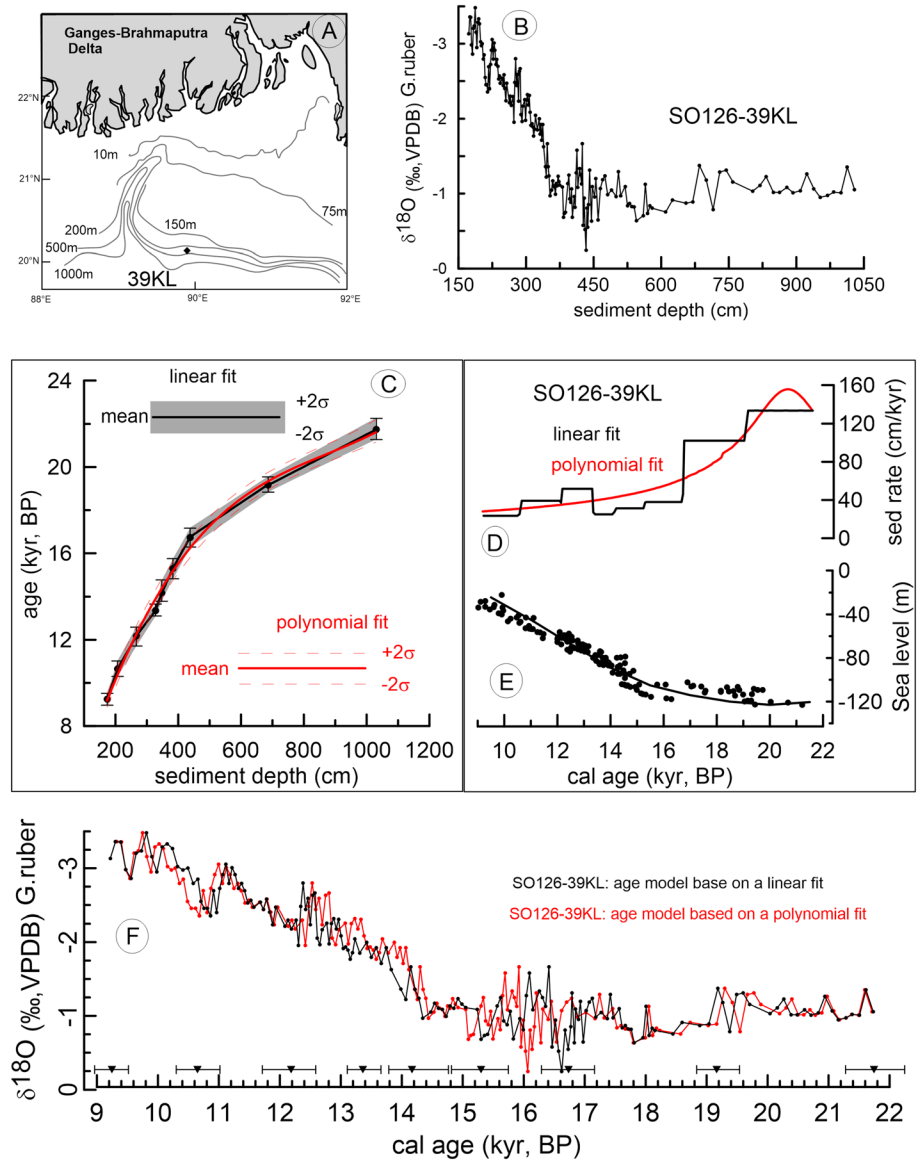 Ganges-Brahmaputra
Delta
A
22°N
21°N
20°N
10m
75m
200m
150m
500m
1000m
39KL
88°E
90°E
92°E
B
SO126-39KL
δ18O (‰, VPDB) G.ruber
-3
-2
-1
-0
150
300
450
600
750
900
1050
sediment depth (cm)
C
linear fit
mean
+2σ
-2σ
polynomial fit
mean
+2σ
-2σ
age (kyr, BP)
24
20
16
12
8
200
400
600
800
1000
1200
sediment depth (cm)
SO126-39KL
linear fit
polynomial fit
D
160
120
80
40
0
sed rate (cm/kyr)
E
0
-40
-80
-120
Sea level (m)
10
12
14
16
18
20
22
cal age (kyr, BP)
F
SO126-39KL: age model base on a linear fit
SO126-39KL: age model based on a polynomial fit
δ18O (‰, VPDB) G.ruber
-3
-2
-1
0
9
10
11
12
13
14
15
16
17
18
19
20
21
22
cal age (kyr, BP)